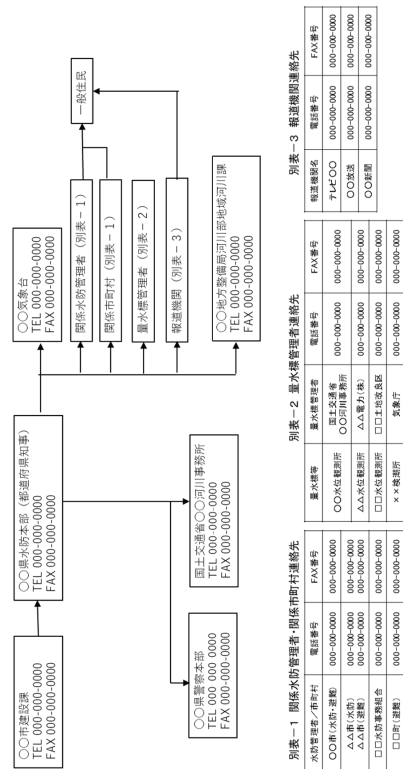 ○○市建設課
TEL 000-000-0000
FAX 000-000-0000
○○県水防本部（都道府県知事）
TEL 000-000-0000
FAX 000-000-0000
○○県警察本部
TEL 000 000 0000
FAX 000-000-0000
国土交通省○○河川事務所
TEL 000-000-0000
FAX 000-000-0000
○○気象台
TEL 000-000-0000
FAX 000-000-0000
関係水防管理者（別表－１）
関係市町村（別表－１）
量水標管理者（別表－２）
報道機関（別表－３）
○○地方整備局河川部地域河川課
TEL 000-000-0000
FAX 000-000-0000
一般住民
別表－１ 関係水防管理者・関係市町村連絡先
水防管理者／市町村 電話番号 FAX番号
○○市(水防・避難) 000-000-0000 000-000-0000
△△市(水防) 000-000-0000 000-000-0000
△△市(避難) 000-000-0000 000-000-0000
□□水防事務組合 000-000-0000 000-000-0000
□□町(避難) 000-000-0000 000-000-0000
別表－２ 量水標管理者連絡先
量水標等 量水標管理者 電話番号 FAX番号
○○水位観測所 国土交通省 000-000-0000 000-000-0000
○○河川事務所
△△水位観測所 △△電力(株) 000-000-0000 000-000-0000
□□水位観測所 □□土地改良区 000-000-0000 000-000-0000
××検潮所 気象庁 000-000-0000 000-000-0000
別表－３ 報道機関連絡先
報道機関名 電話番号 FAX番号
テレビ○○ 000-000-0000 000-000-0000
○○放送 000-000-0000 000-000-0000
○○新聞 000-000-0000 000-000-0000